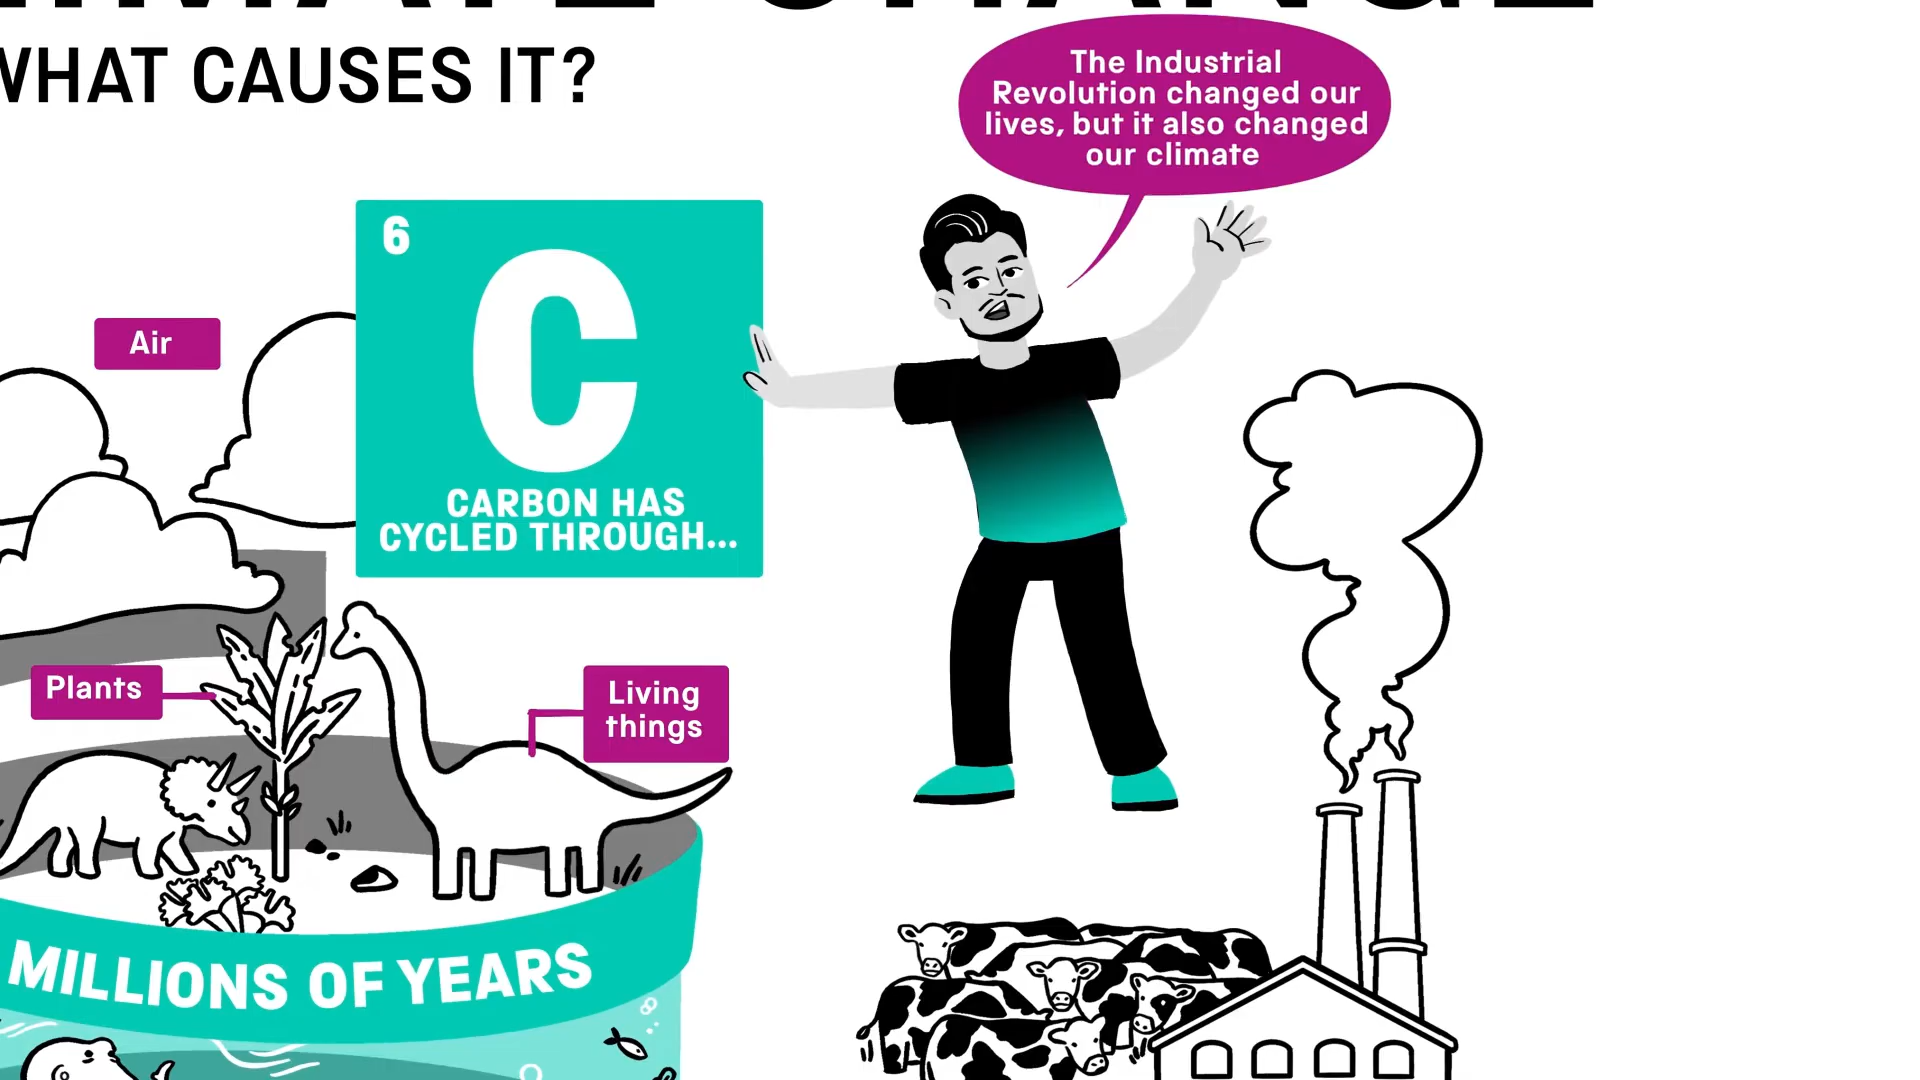 WHAT CAUSES IT?
The Industrial
Revolution changed our
lives, but it also changed
our climate
6
C
CARBON HAS
CYCLED THROUGH...
Air
Plants
Living
things
MILLIONS OF YEARS